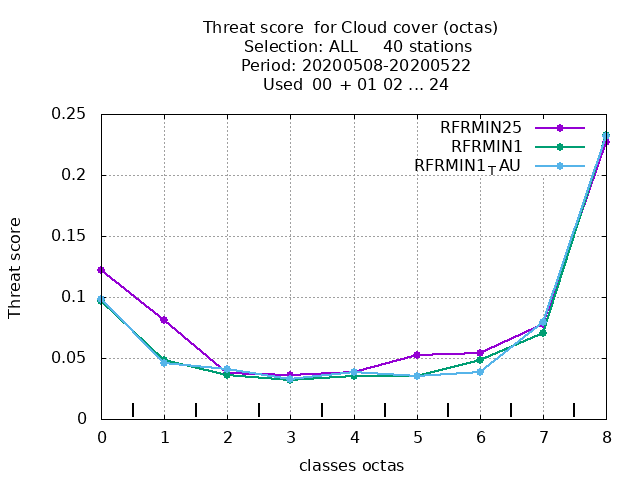 Threat score  for Cloud cover (octas)
Selection: ALL     40 stations
Period: 20200508-20200522
Used  00 + 01 02 ... 24
RFRMIN25
RFRMIN1
RFRMIN1TAU
0.25
0.2
0.15
0.1
0.05
0
Threat score
0 1 2 3 4 5 6 7 8
classes octas